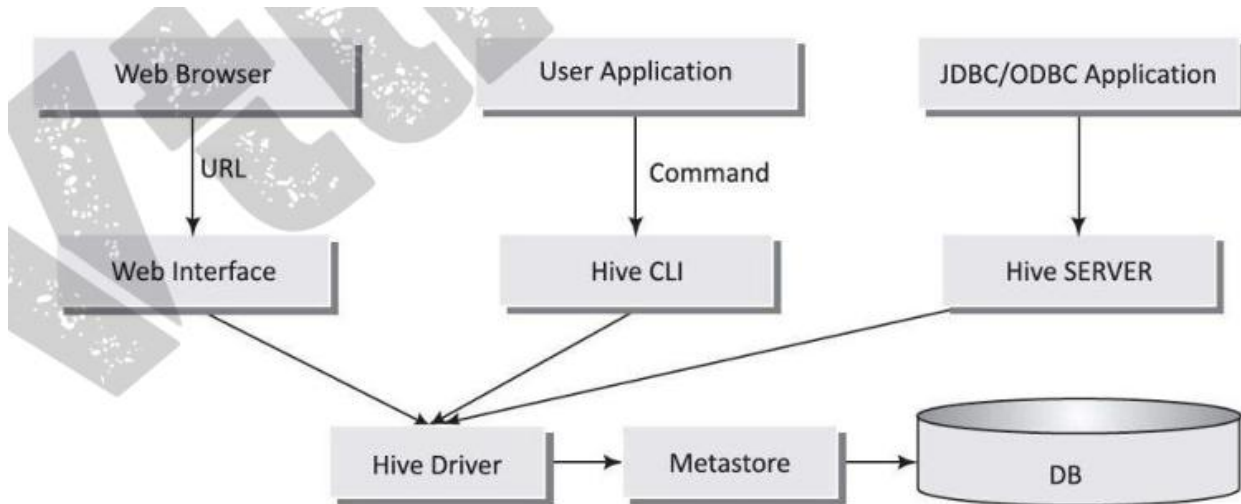 Web Browser
User Application
JDBC/ODBC Application
URL
Command
Web Interface
Hive CLI
Hive SERVER
Hive Driver
Metastore
DB